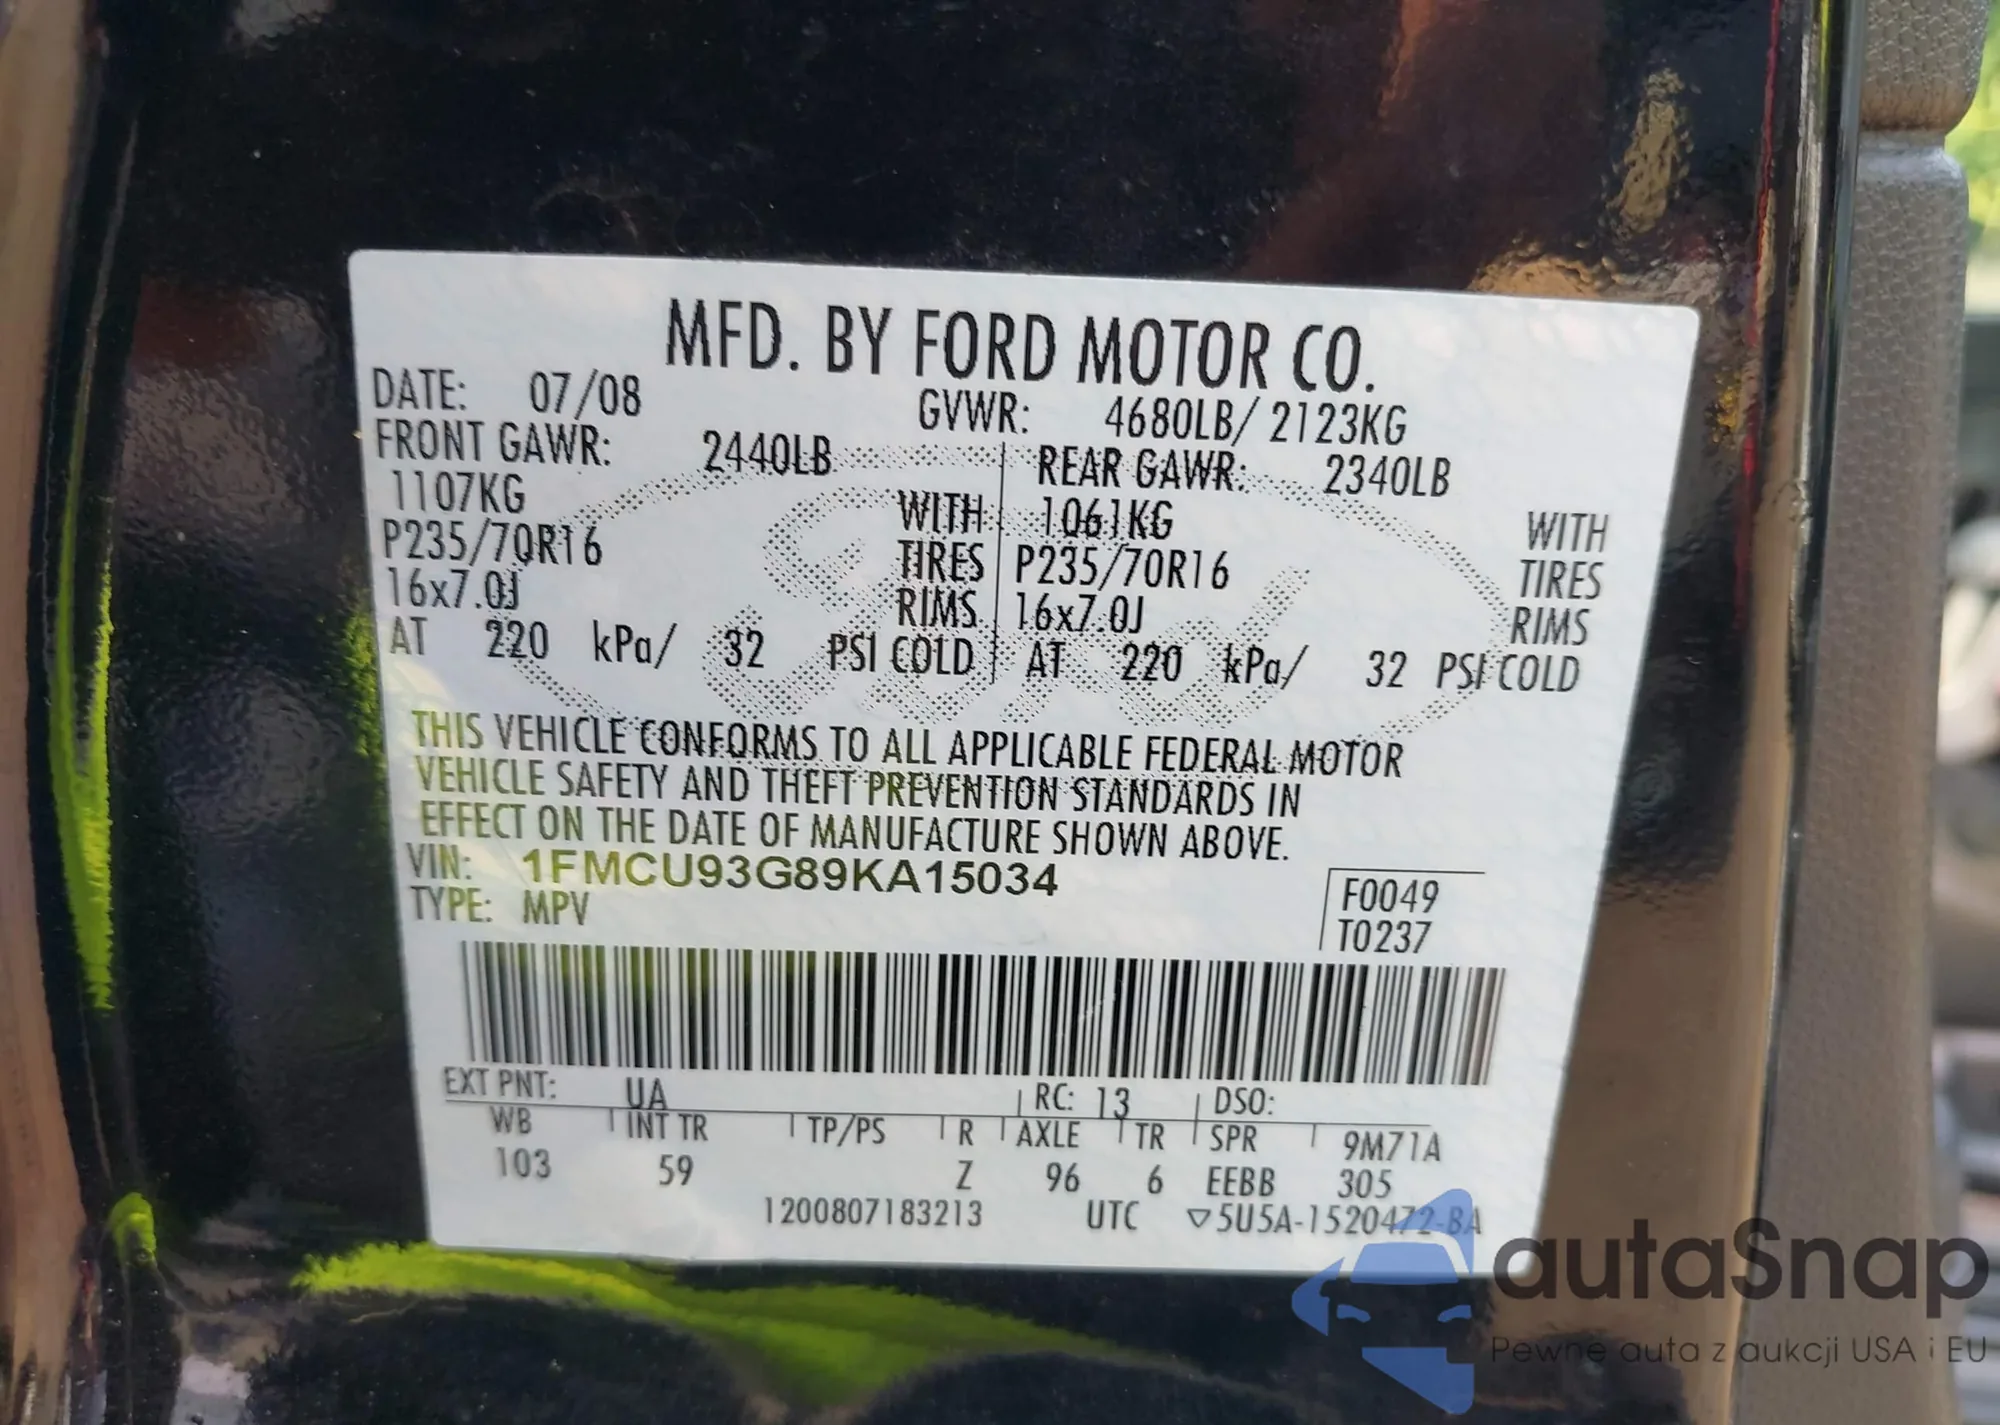 MFD. BY FORD MOTOR CO.
DATE: 07/08 GVWR: 4680LB/ 2123KG
FRONT GAWR: 2440LB REAR GAWR: 2340LB
1107KG WITH 1061KG WITH
P235/70R16 TIRES P235/70R16 TIRES
16x7.0J RIMS 16x7.0J RIMS
AT 220 kPa/ 32 PSI COLD AT 220 kPa/ 32 PSI COLD
THIS VEHICLE CONFORMS TO ALL APPLICABLE FEDERAL MOTOR
VEHICLE SAFETY AND THEFT PREVENTION STANDARDS IN
EFFECT ON THE DATE OF MANUFACTURE SHOWN ABOVE.
VIN: 1FMCU93G89KA15034
TYPE: MPV
F0049
T0237
EXT PNT: UA RC: 13 DSO:
WB INT TR TP/PS R AXLE TR SPR 9M71A
103 59 Z 96 6 EEBB 305
1200807183213 UTC ▽5U5A-1520472-BA
autaSnap
Pewne auta z aukcji USA i EU